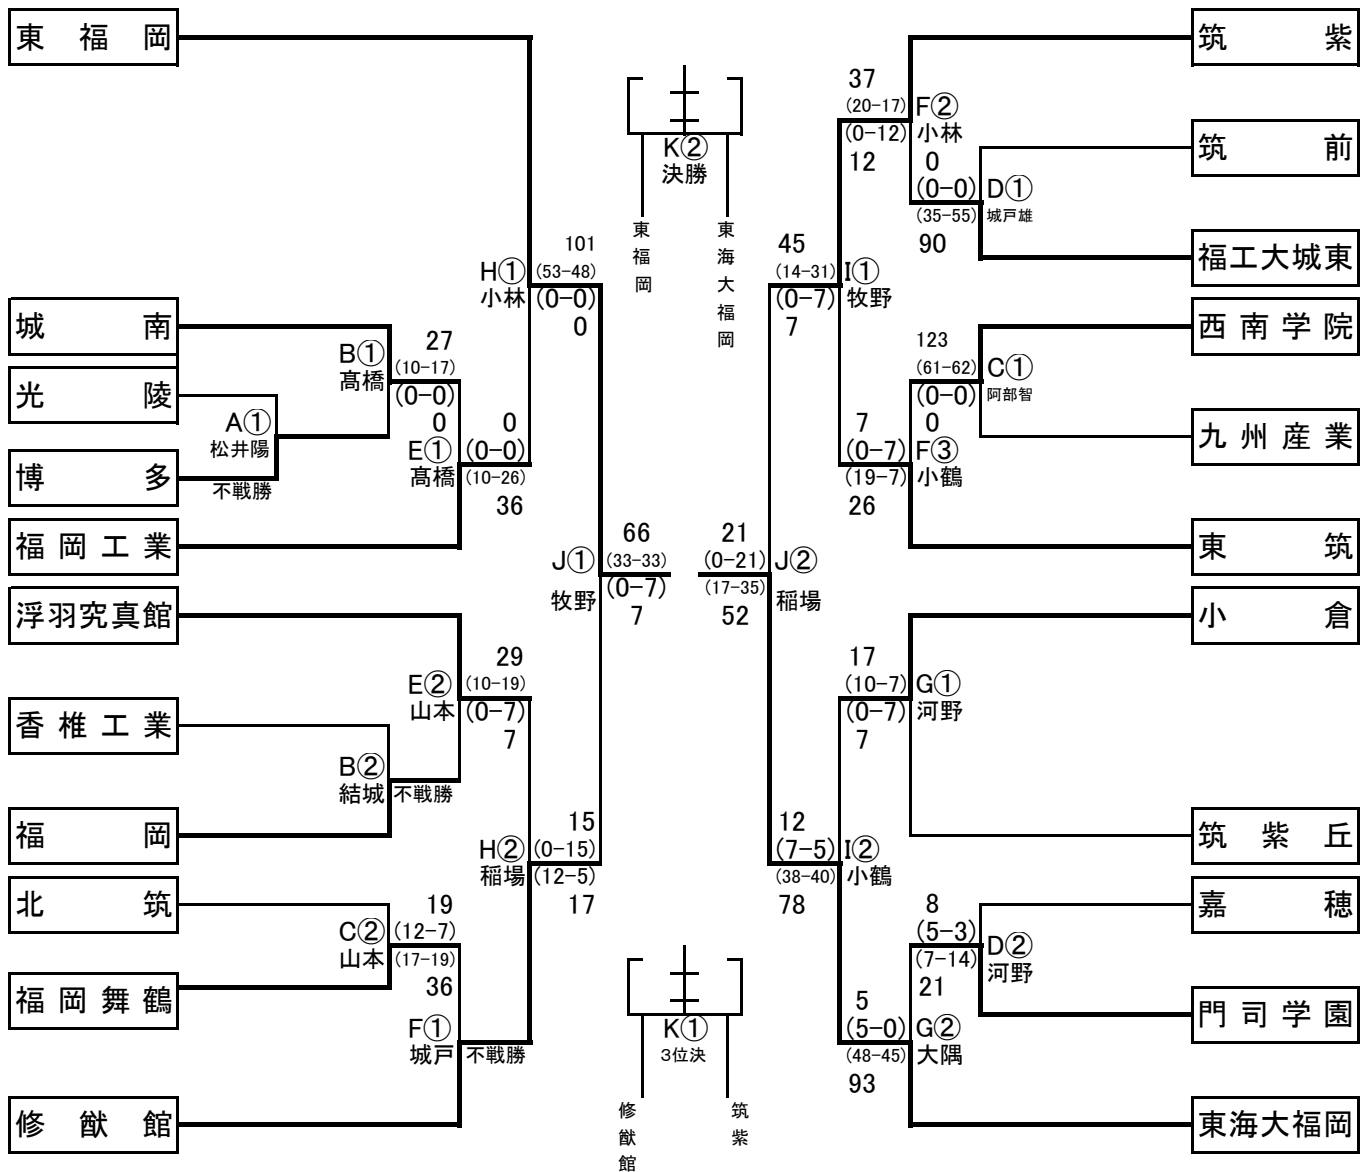 東福岡
城南
光陵
博多
福岡工業
浮羽究真館
香椎工業
福岡
北筑
福岡舞鶴
修猷館
A①
松井陽
不戦勝
B①
髙橋
27
(10−17)
(0−0)
0
E①
髙橋
0
(0−0)
(10−26)
36
H①
小林
101
(53−48)
(0−0)
0
B②
結城
不戦勝
E②
山本
29
(10−19)
(0−7)
7
C②
山本
19
(12−7)
(17−19)
36
F①
城戸
不戦勝
H②
稲場
15
(0−15)
(12−5)
17
J①
牧野
66
(33−33)
(0−7)
7
K②
決勝
東福岡
東海大福岡
K①
3位決
修猷館
筑紫
21
(0−21)
(17−35)
52
J②
稲場
45
(14−31)
(0−7)
7
I①
牧野
37
(20−17)
(0−12)
12
F②
小林
0
(0−0)
(35−55)
90
D①
城戸雄
123
(61−62)
(0−0)
0
C①
阿部智
7
(0−7)
(19−7)
26
F③
小鶴
17
(10−7)
(0−7)
7
G①
河野
12
(7−5)
(38−40)
78
I②
小鶴
8
(5−3)
(7−14)
21
D②
河野
5
(5−0)
(48−45)
93
G②
大隅
筑紫
筑前
福工大城東
西南学院
九州産業
東筑
小倉
筑紫丘
嘉穂
門司学園
東海大福岡